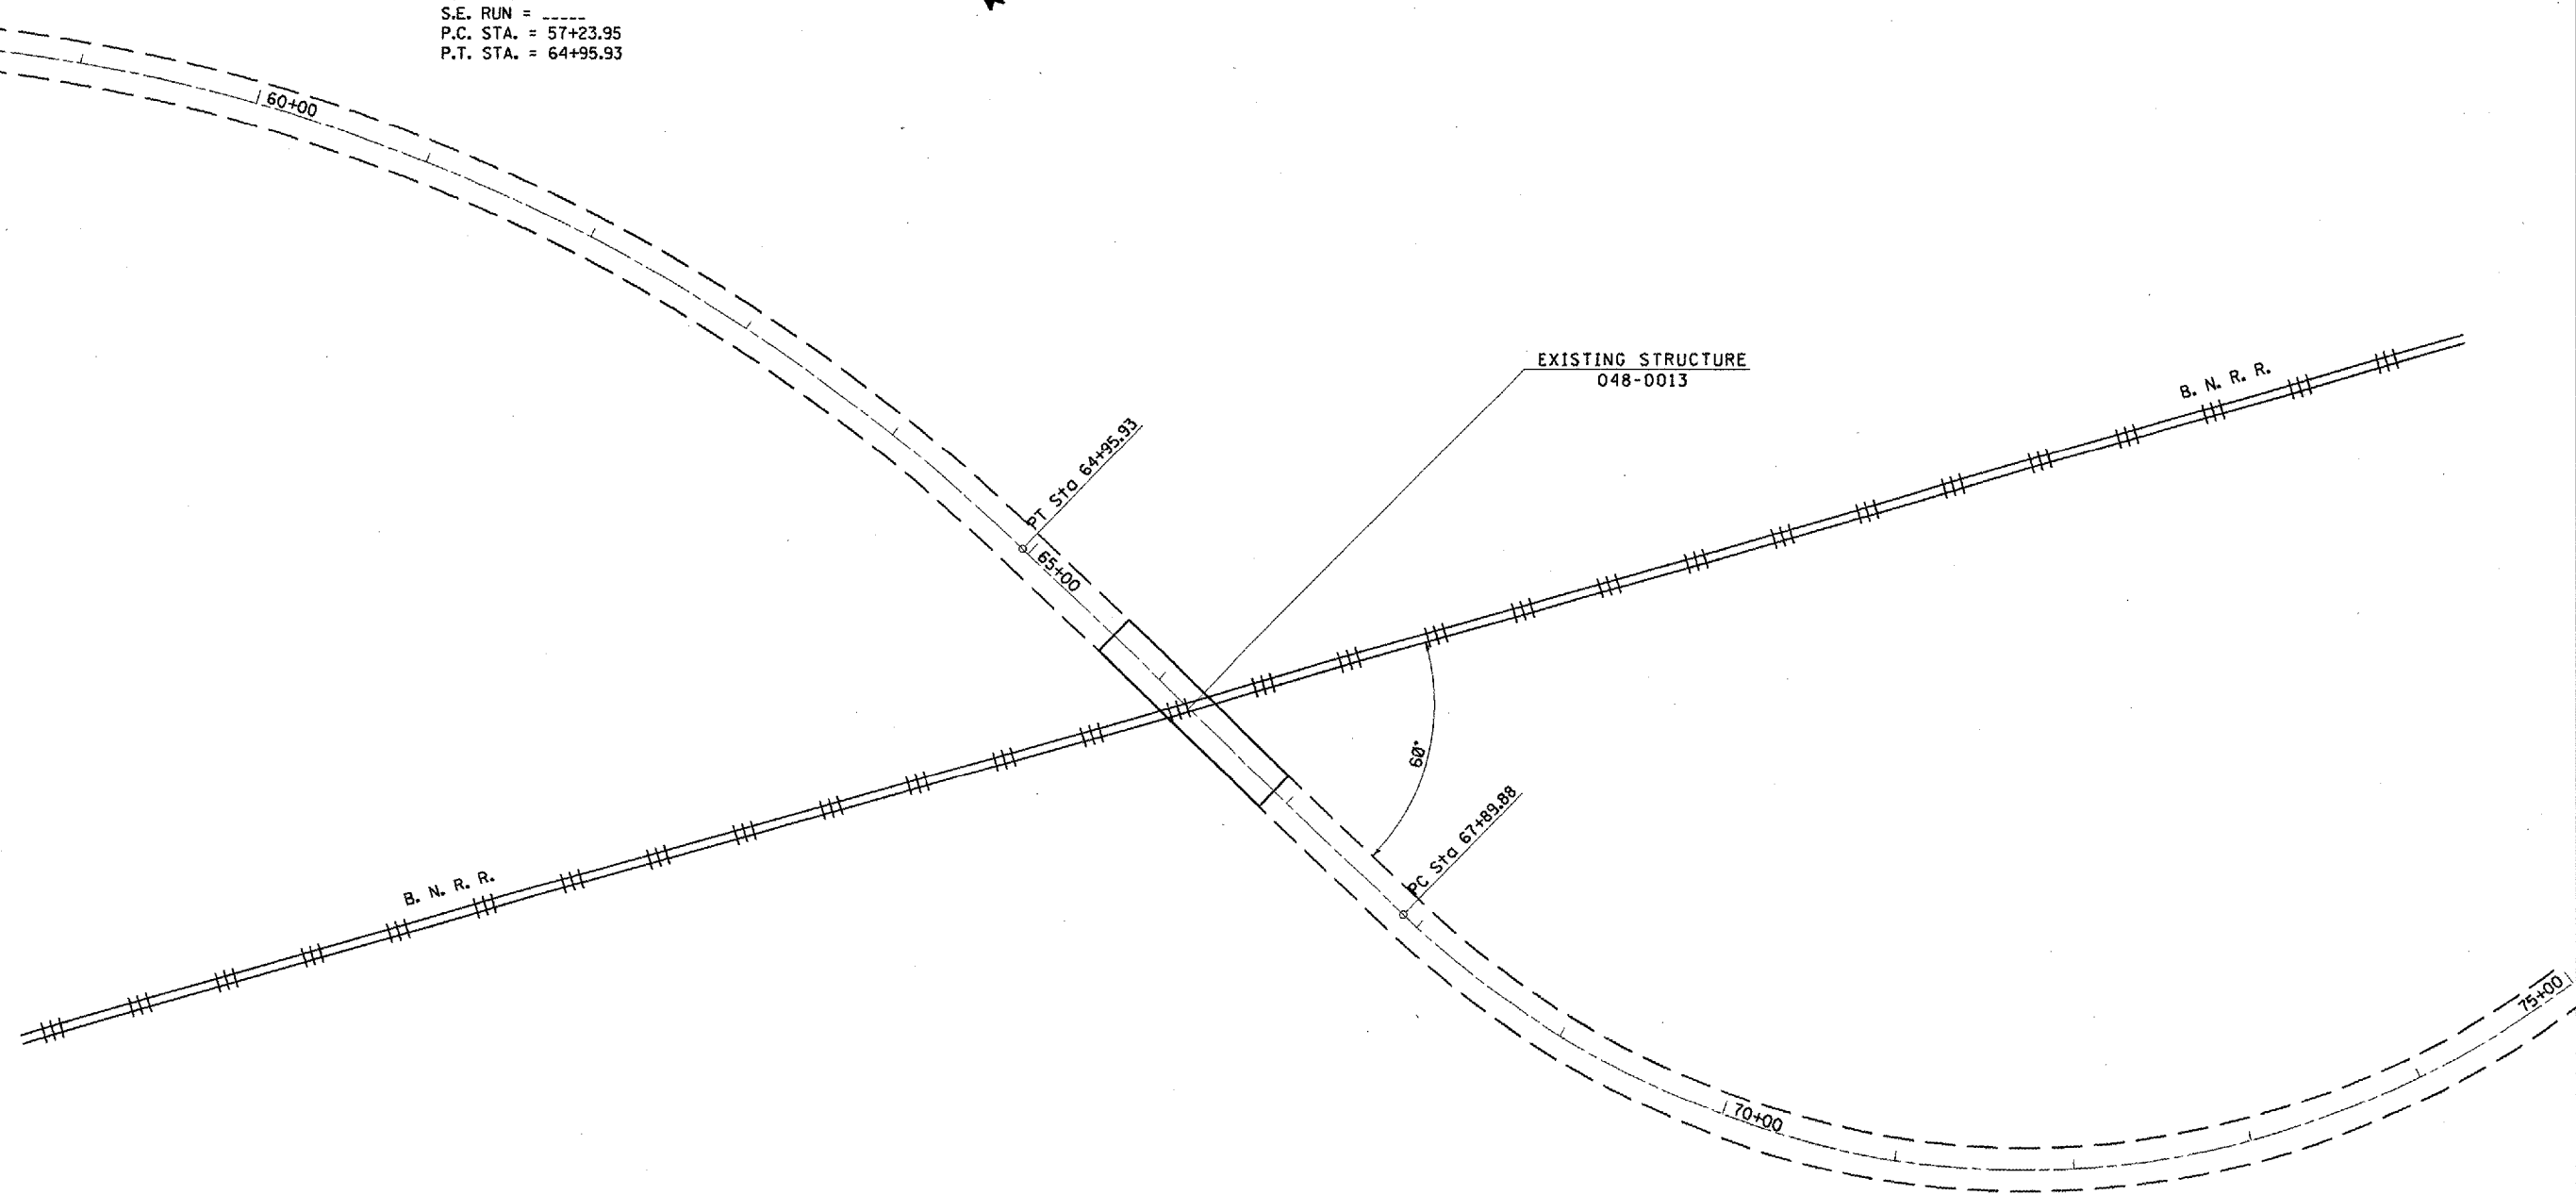 S.E. RUN = _____
P.C. STA. = 57+23.95
P.T. STA. = 64+95.93
60+00
EXISTING STRUCTURE
048-0013
B. N. R. R.
PT Sta 64+95.93
65+00
60°
PC Sta 67+89.88
B. N. R. R.
75+00
70+00